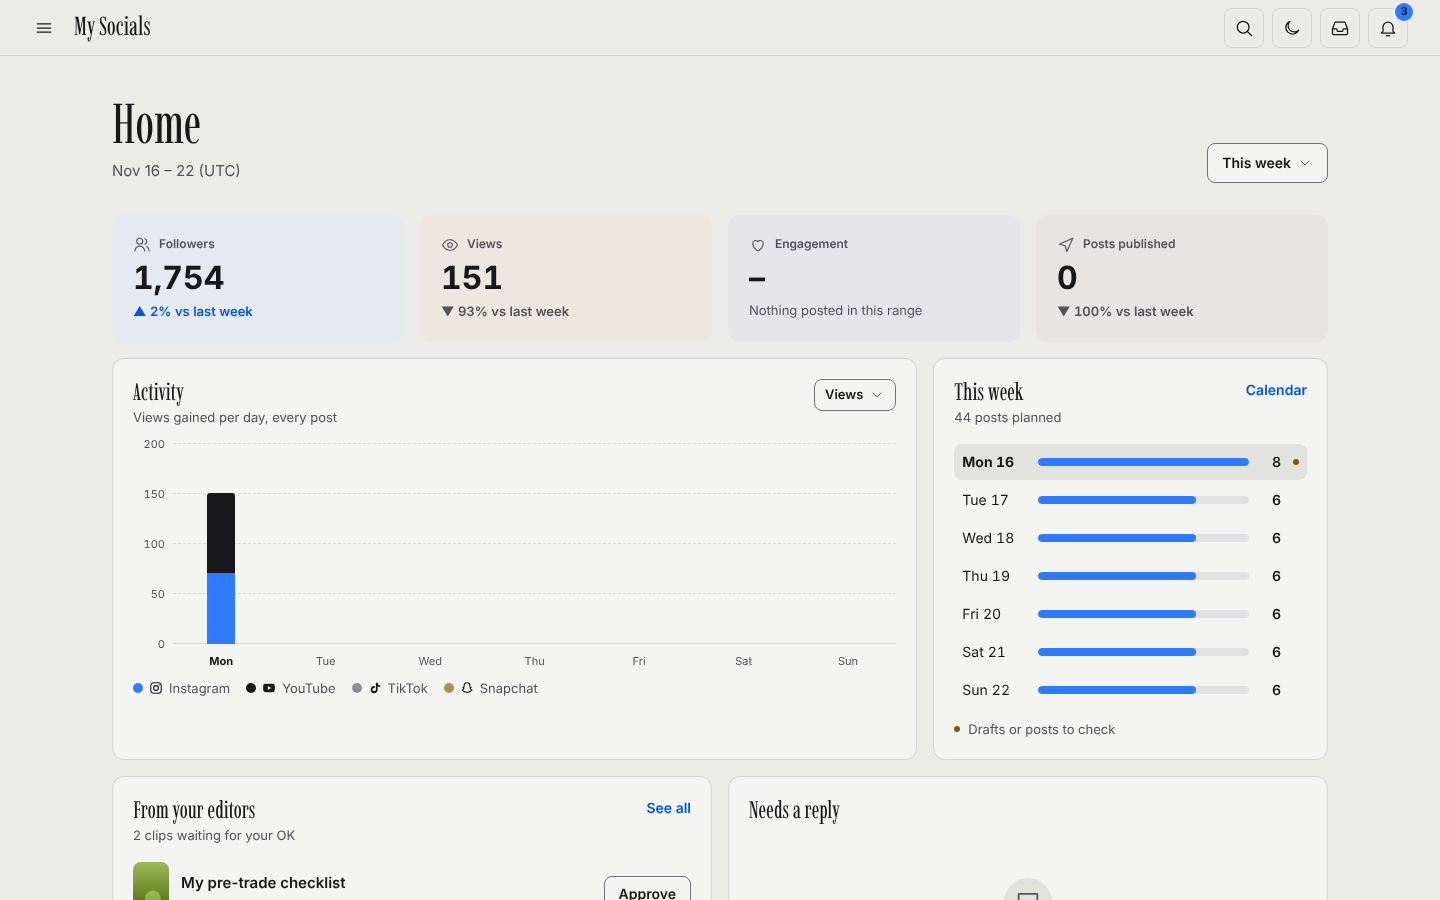 My Socials
3
Home
Nov 16 – 22 (UTC)
This week
Followers
1,754
▲ 2% vs last week
Views
151
▼ 93% vs last week
Engagement
–
Nothing posted in this range
Posts published
0
▼ 100% vs last week
Activity
Views gained per day, every post
Views
200
150
100
50
0
Mon Tue Wed Thu Fri Sat Sun
Instagram YouTube TikTok Snapchat
This week
Calendar
44 posts planned
Mon 16 8
Tue 17 6
Wed 18 6
Thu 19 6
Fri 20 6
Sat 21 6
Sun 22 6
Drafts or posts to check
From your editors
See all
2 clips waiting for your OK
My pre-trade checklist
Approve
Needs a reply